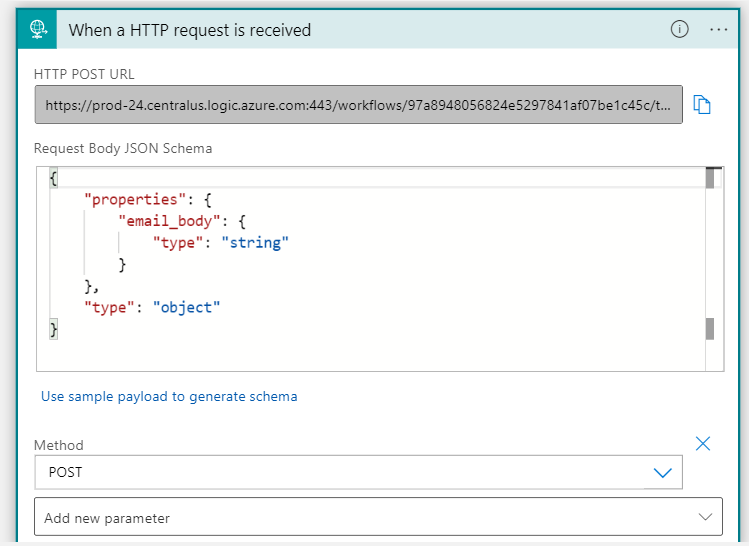 When a HTTP request is received
HTTP POST URL
https://prod-24.centralus.logic.azure.com:443/workflows/97a8948056824e5297841af07be1c45c/t...
Request Body JSON Schema
{
    "properties": {
        "email_body": {
            "type": "string"
        }
    },
    "type": "object"
}
Use sample payload to generate schema
Method
POST
Add new parameter